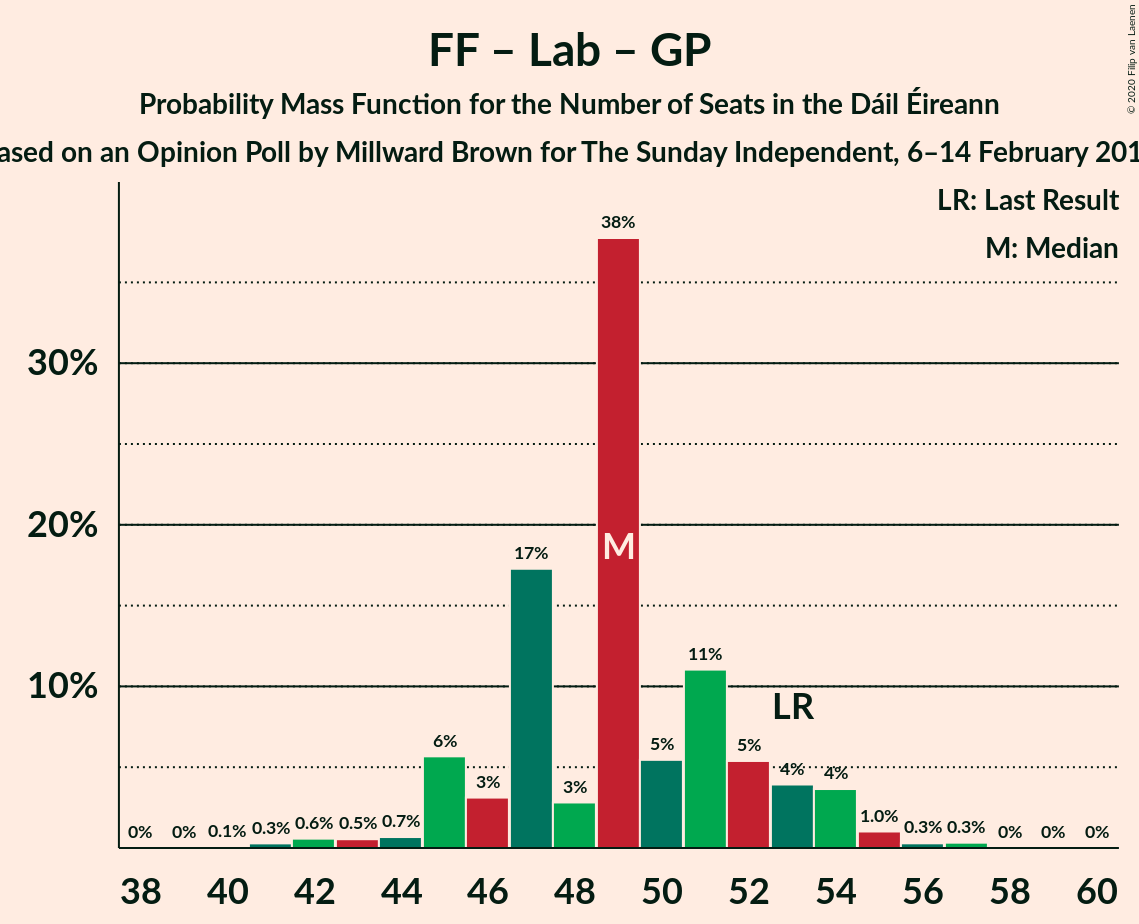 FF – Lab – GP
Probability Mass Function for the Number of Seats in the Dáil Éireann
ased on an Opinion Poll by Millward Brown for The Sunday Independent, 6–14 February 201
© 2020 Filip van Laenen
LR: Last Result
M: Median
38%
30%
20%
17%
M
11%
10%
LR
6%
5%
5%
4%
4%
3%
3%
0%
0%
0.1%
0.3%
0.6%
0.5%
0.7%
1.0%
0.3%
0.3%
0%
0%
0%
38 40 42 44 46 48 50 52 54 56 58 60